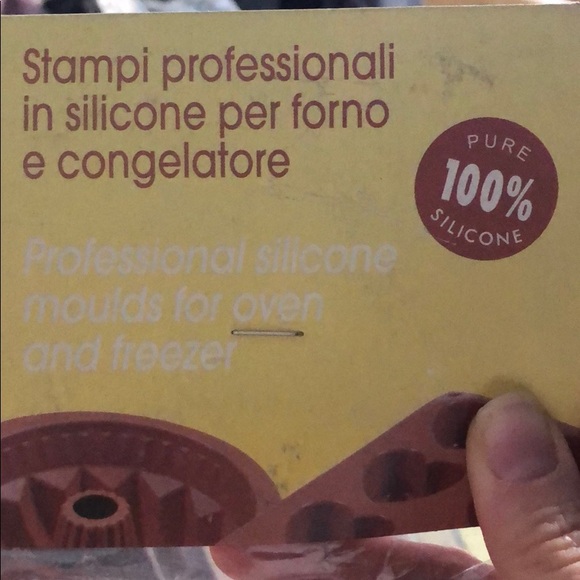 Stampi professionali
in silicone per forno
e congelatore
PURE
100%
SILICONE
Professional silicone
moulds for oven
and freezer